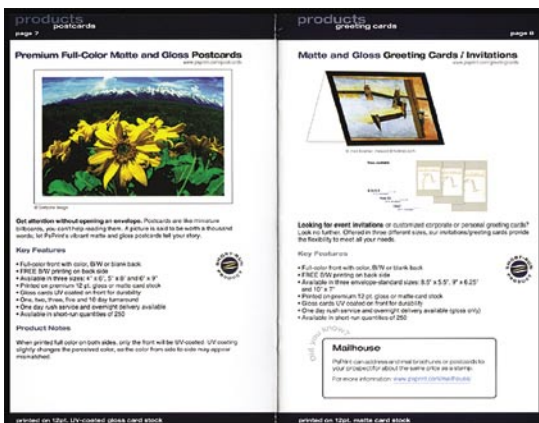 products
postcards
page 7
Premium Full-Color Matte and Gloss Postcards
www.psprint.com/postcards
Get attention without opening an envelope. Postcards are like miniature
billboards, you can't help reading them. A picture is said to be worth a thousand
words; let PsPrint's vibrant matte and gloss postcards tell your story.
Key Features
• Full-color front with color, B/W or blank back
• FREE B/W printing on back side
• Available in three sizes: 4" x 6", 5" x 8" and 6" x 9"
• Printed on premium 12 pt. gloss or matte card stock
• Gloss cards UV coated on front for durability
• One, two, three, five and 10 day turnaround
• One day rush service and overnight delivery available
• Available in short-run quantities of 250
Product Notes
When printed full color on both sides, only the front will be UV-coated. UV coating
slightly changes the perceived color, so the color from side to side may appear
mismatched.
printed on 12pt. UV-coated gloss card stock
products
greeting cards
page 8
Matte and Gloss Greeting Cards / Invitations
Looking for event invitations or customized corporate or personal greeting cards?
Look no further. Offered in three different sizes, our invitations/greeting cards provide
the flexibility to meet all your needs.
Key Features
• Full-color front with color, B/W or blank back
• FREE B/W printing on back side
• Available in three envelope-standard sizes: 8.5" x 5.5", 9" x 6.25"
and 10" x 7"
• Printed on premium 12 pt. gloss or matte card stock
• Gloss cards UV coated on front for durability
• One day rush service and overnight delivery available (gloss only)
• Available in short-run quantities of 250
did you know?
Mailhouse
PsPrint can address and mail brochures or postcards to
your prospect for about the same price as a stamp.
For more information: www.psprint.com/mailhouse/
printed on 12pt. matte card stock